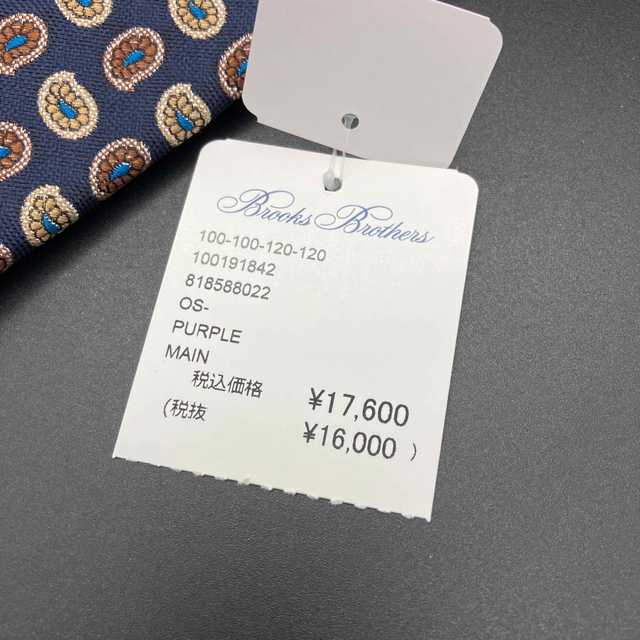 Brooks Brothers
100-100-120-120
100191842
818588022
OS-
PURPLE
MAIN
税込価格 ¥17,600
(税抜 ¥16,000 )